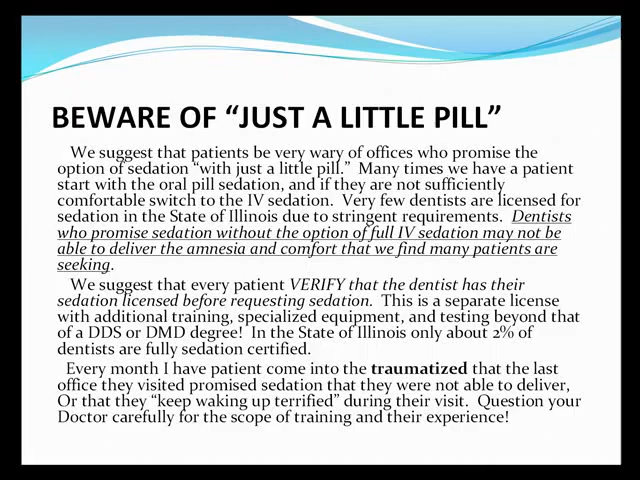 BEWARE OF “JUST A LITTLE PILL”
We suggest that patients be very wary of offices who promise the
option of sedation “with just a little pill.”  Many times we have a patient
start with the oral pill sedation, and if they are not sufficiently
comfortable switch to the IV sedation.  Very few dentists are licensed for
sedation in the State of Illinois due to stringent requirements.  Dentists
who promise sedation without the option of full IV sedation may not be
able to deliver the amnesia and comfort that we find many patients are
seeking.
We suggest that every patient VERIFY that the dentist has their
sedation licensed before requesting sedation.  This is a separate license
with additional training, specialized equipment, and testing beyond that
of a DDS or DMD degree!  In the State of Illinois only about 2% of
dentists are fully sedation certified.
Every month I have patient come into the traumatized that the last
office they visited promised sedation that they were not able to deliver,
Or that they “keep waking up terrified” during their visit.  Question your
Doctor carefully for the scope of training and their experience!